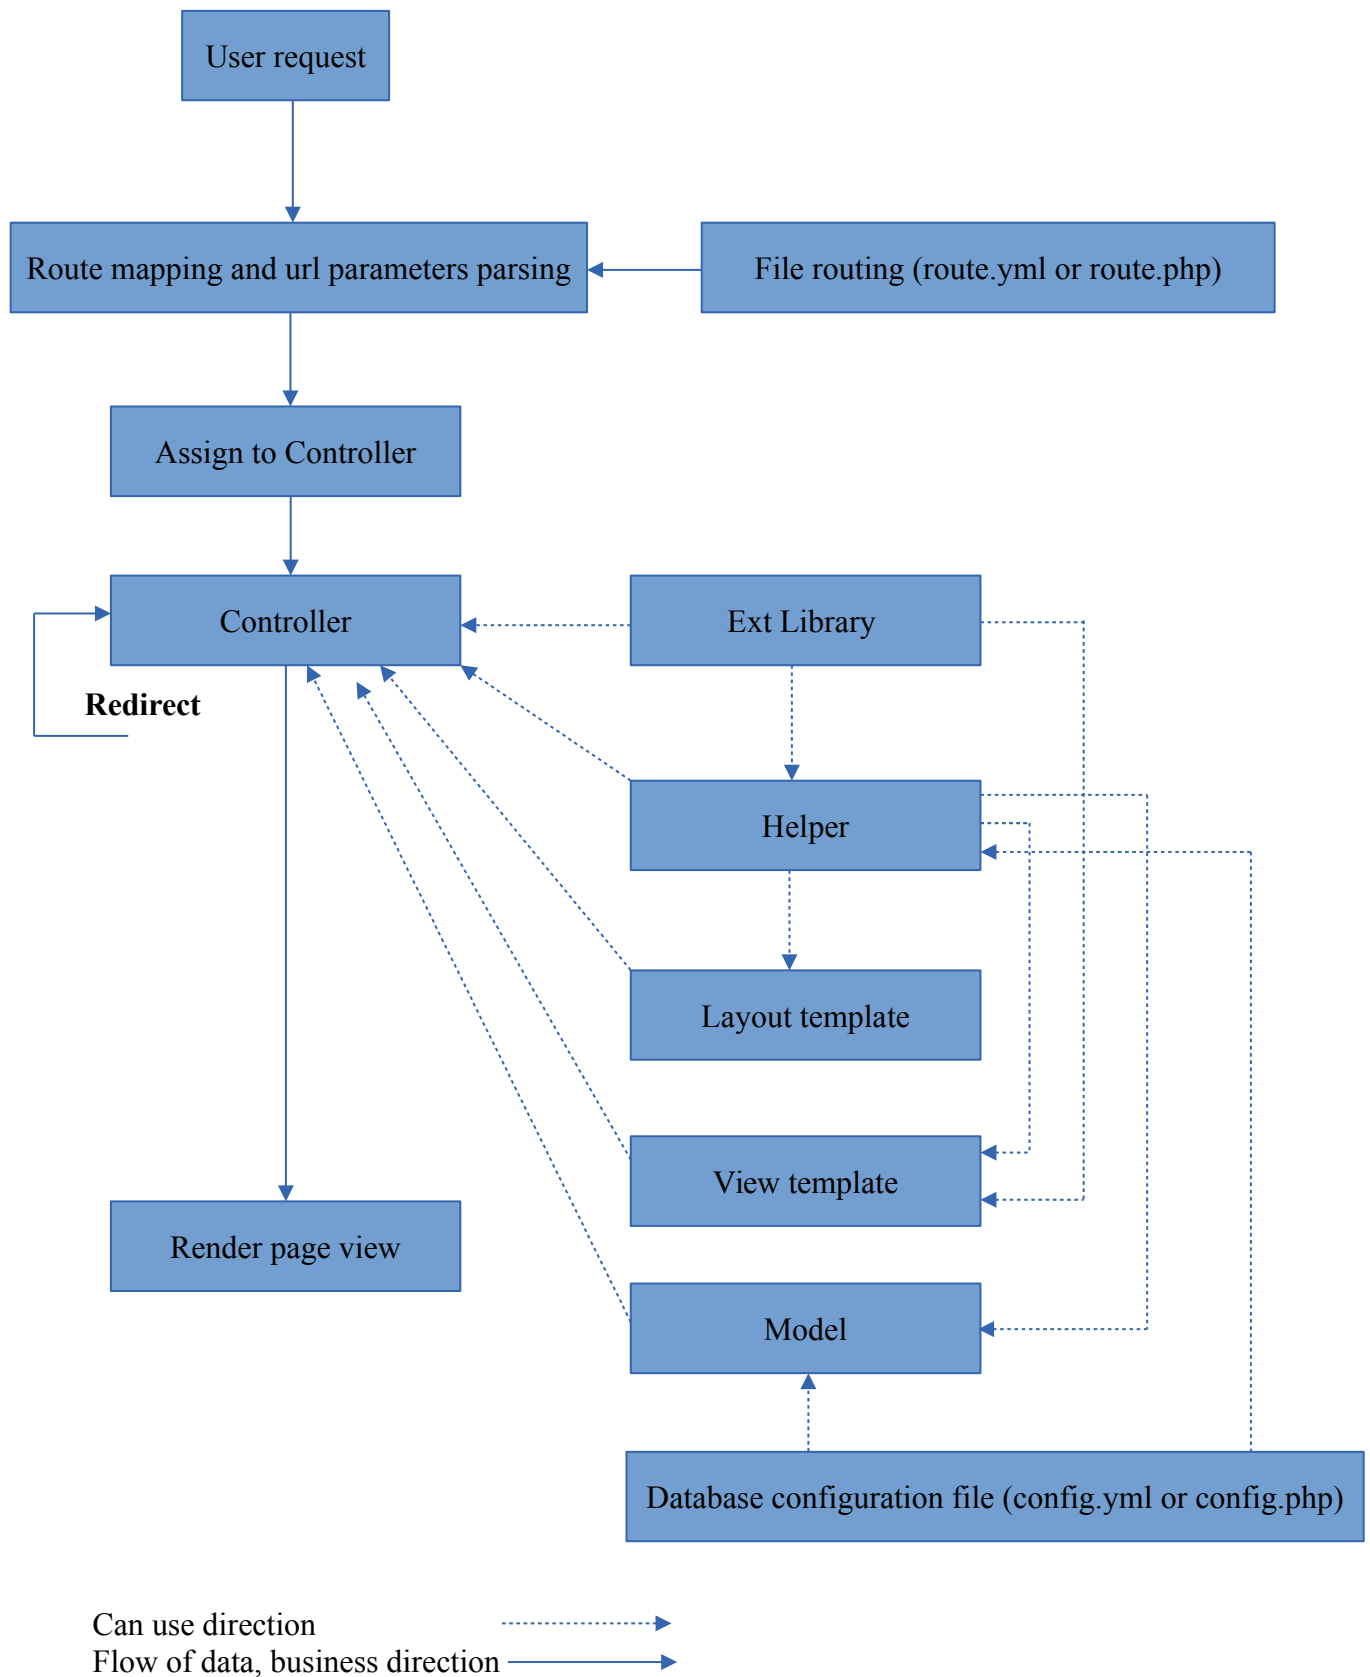 User request
Route mapping and url parameters parsing
File routing (route.yml or route.php)
Assign to Controller
Controller
Ext Library
Redirect
Helper
Layout template
View template
Render page view
Model
Database configuration file (config.yml or config.php)
Can use direction
Flow of data, business direction